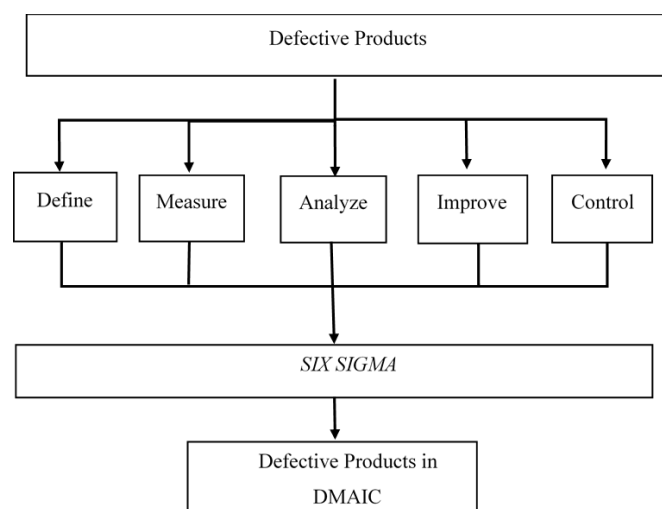 Defective Products
Define
Measure
Analyze
Improve
Control
SIX SIGMA
Defective Products in
DMAIC